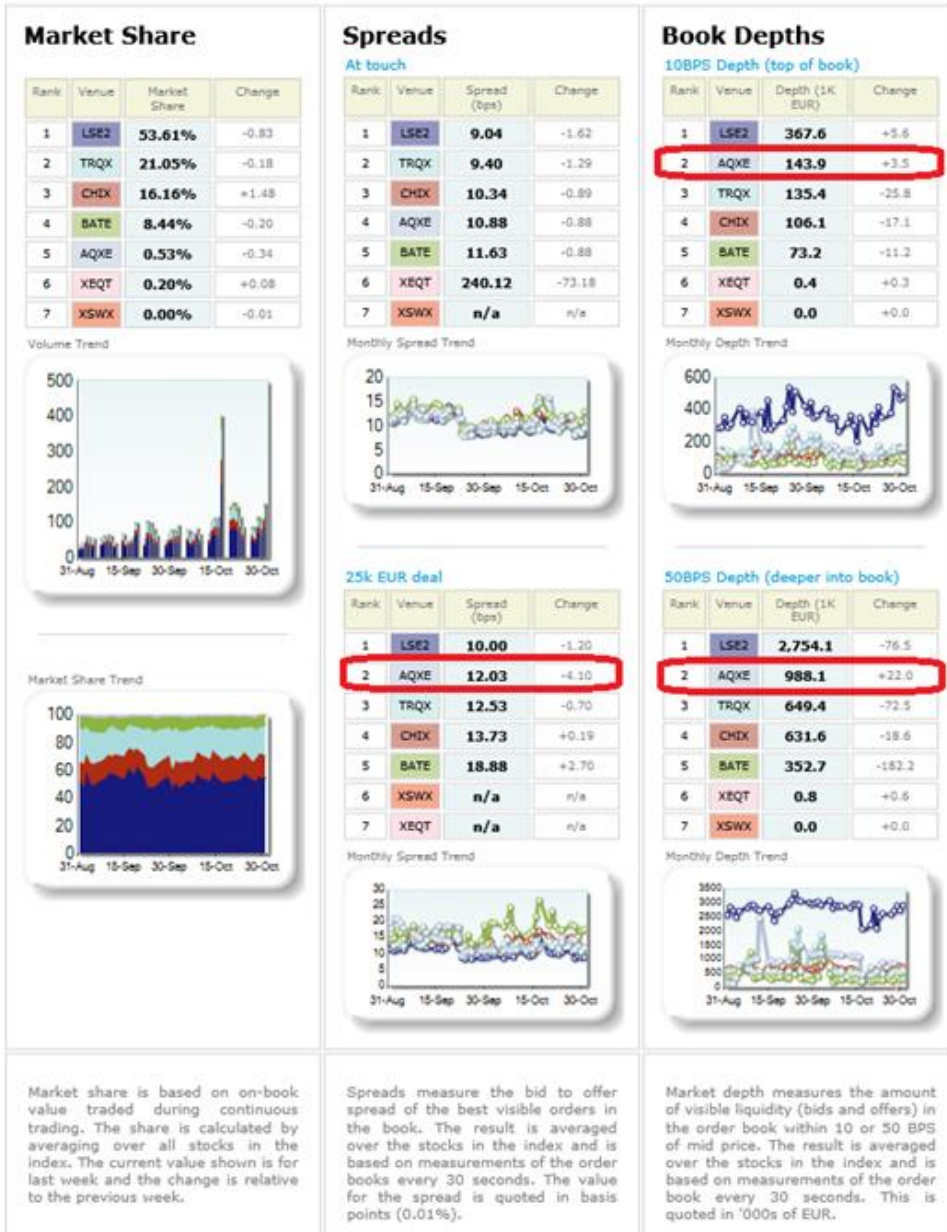 Market Share
Rank Venue Market Share Change
1 LSE2 53.61% -0.83
2 TRQX 21.05% -0.18
3 CHIX 16.16% +1.48
4 BATE 8.44% -0.20
5 AQXE 0.53% -0.34
6 XEQT 0.20% +0.08
7 XSWX 0.00% -0.01
Volume Trend
500
400
300
200
100
0
31-Aug 15-Sep 30-Sep 15-Oct 30-Oct
Market Share Trend
100
80
60
40
20
0
31-Aug 15-Sep 30-Sep 15-Oct 30-Oct
Market share is based on on-book
value traded during continuous
trading. The share is calculated by
averaging over all stocks in the
index. The current value shown is for
last week and the change is relative
to the previous week.
Spreads
At touch
Rank Venue Spread (bps) Change
1 LSE2 9.04 -1.62
2 TRQX 9.40 -1.29
3 CHIX 10.34 -0.89
4 AQXE 10.88 -0.88
5 BATE 11.63 -0.88
6 XEQT 240.12 -73.18
7 XSWX n/a n/a
Monthly Spread Trend
20
15
10
5
0
31-Aug 15-Sep 30-Sep 15-Oct 30-Oct
25k EUR deal
Rank Venue Spread (bps) Change
1 LSE2 10.00 -1.20
2 AQXE 12.03 -4.10
3 TRQX 12.53 -0.70
4 CHIX 13.73 +0.19
5 BATE 18.88 +2.70
6 XSWX n/a n/a
7 XEQT n/a n/a
Monthly Spread Trend
30
25
20
15
10
5
0
31-Aug 15-Sep 30-Sep 15-Oct 30-Oct
Spreads measure the bid to offer
spread of the best visible orders in
the book. The result is averaged
over the stocks in the index and is
based on measurements of the order
books every 30 seconds. The value
for the spread is quoted in basis
points (0.01%).
Book Depths
10BPS Depth (top of book)
Rank Venue Depth (1K EUR) Change
1 LSE2 367.6 +5.6
2 AQXE 143.9 +3.5
3 TRQX 135.4 -25.8
4 CHIX 106.1 -17.1
5 BATE 73.2 -11.2
6 XEQT 0.4 +0.3
7 XSWX 0.0 +0.0
Monthly Depth Trend
600
400
200
0
31-Aug 15-Sep 30-Sep 15-Oct 30-Oct
50BPS Depth (deeper into book)
Rank Venue Depth (1K EUR) Change
1 LSE2 2,754.1 -76.5
2 AQXE 988.1 +22.0
3 TRQX 649.4 -72.5
4 CHIX 631.6 -18.6
5 BATE 352.7 -182.2
6 XEQT 0.8 +0.6
7 XSWX 0.0 +0.0
Monthly Depth Trend
3500
3000
2500
2000
1500
1000
500
0
31-Aug 15-Sep 30-Sep 15-Oct 30-Oct
Market depth measures the amount
of visible liquidity (bids and offers) in
the order book within 10 or 50 BPS
of mid price. The result is averaged
over the stocks in the index and is
based on measurements of the order
book every 30 seconds. This is
quoted in '000s of EUR.